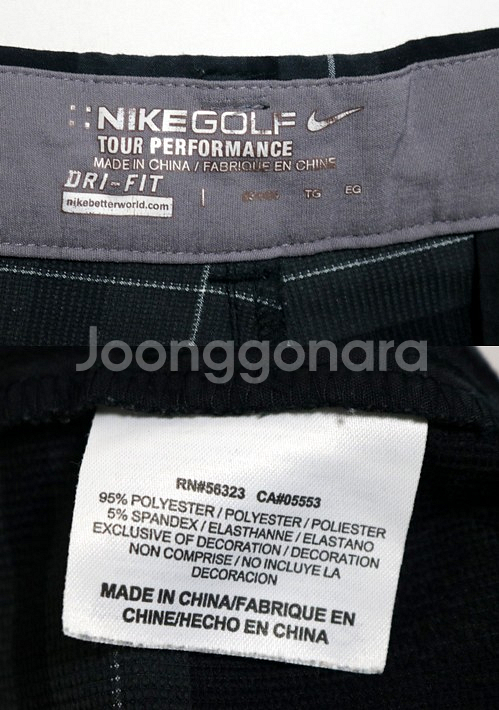 NIKEGOLF
TOUR PERFORMANCE
MADE IN CHINA / FABRIQUE EN CHINE
DRI-FIT
nikebetterworld.com
TG EG
Joonggonara
RN#56323 CA#05553
95% POLYESTER / POLYESTER / POLIESTER
5% SPANDEX / ELASTHANNE / ELASTANO
EXCLUSIVE OF DECORATION / DECORATION
NON COMPRISE / NO INCLUYE LA
DECORACION
MADE IN CHINA/FABRIQUE EN
CHINE/HECHO EN CHINA